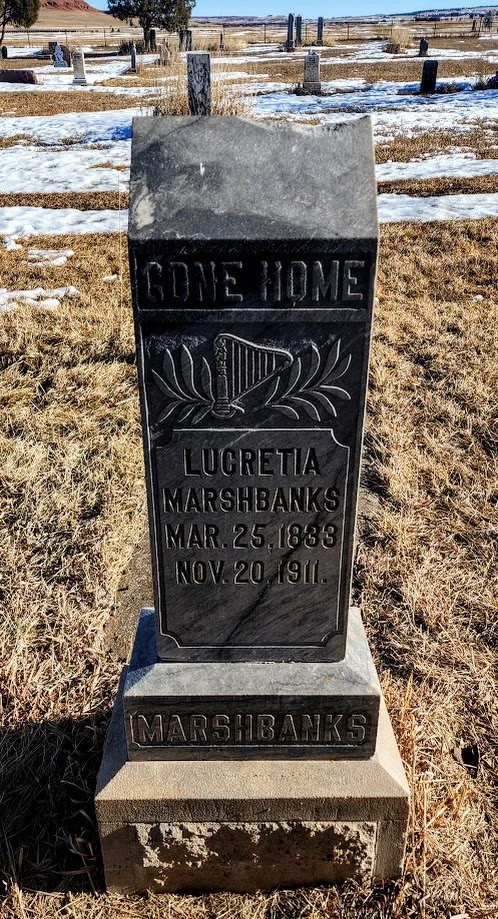 GONE HOME
LUCRETIA
MARSHBANKS
MAR. 25, 1833
NOV. 20, 1911.
MARSHBANKS